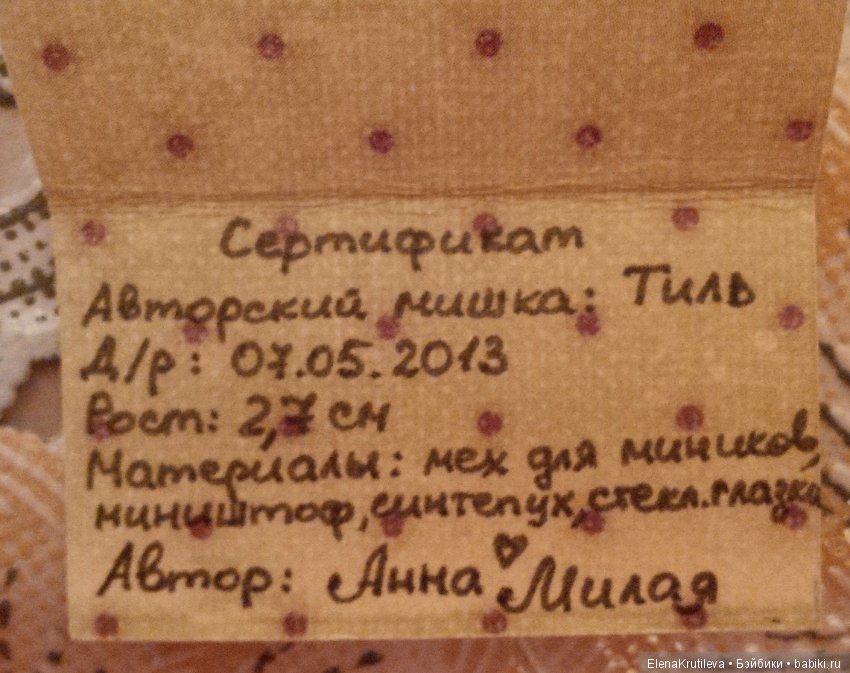 Сертификат
Авторский мишка: Тиль
Д/р: 07.05.2013
Рост: 2,7 см
Материалы: мех для миников,
миништоф, синтепух, стекл. глазки
Автор: Анна Милая
ElenaKrutileva • Бэйбики • babiki.ru